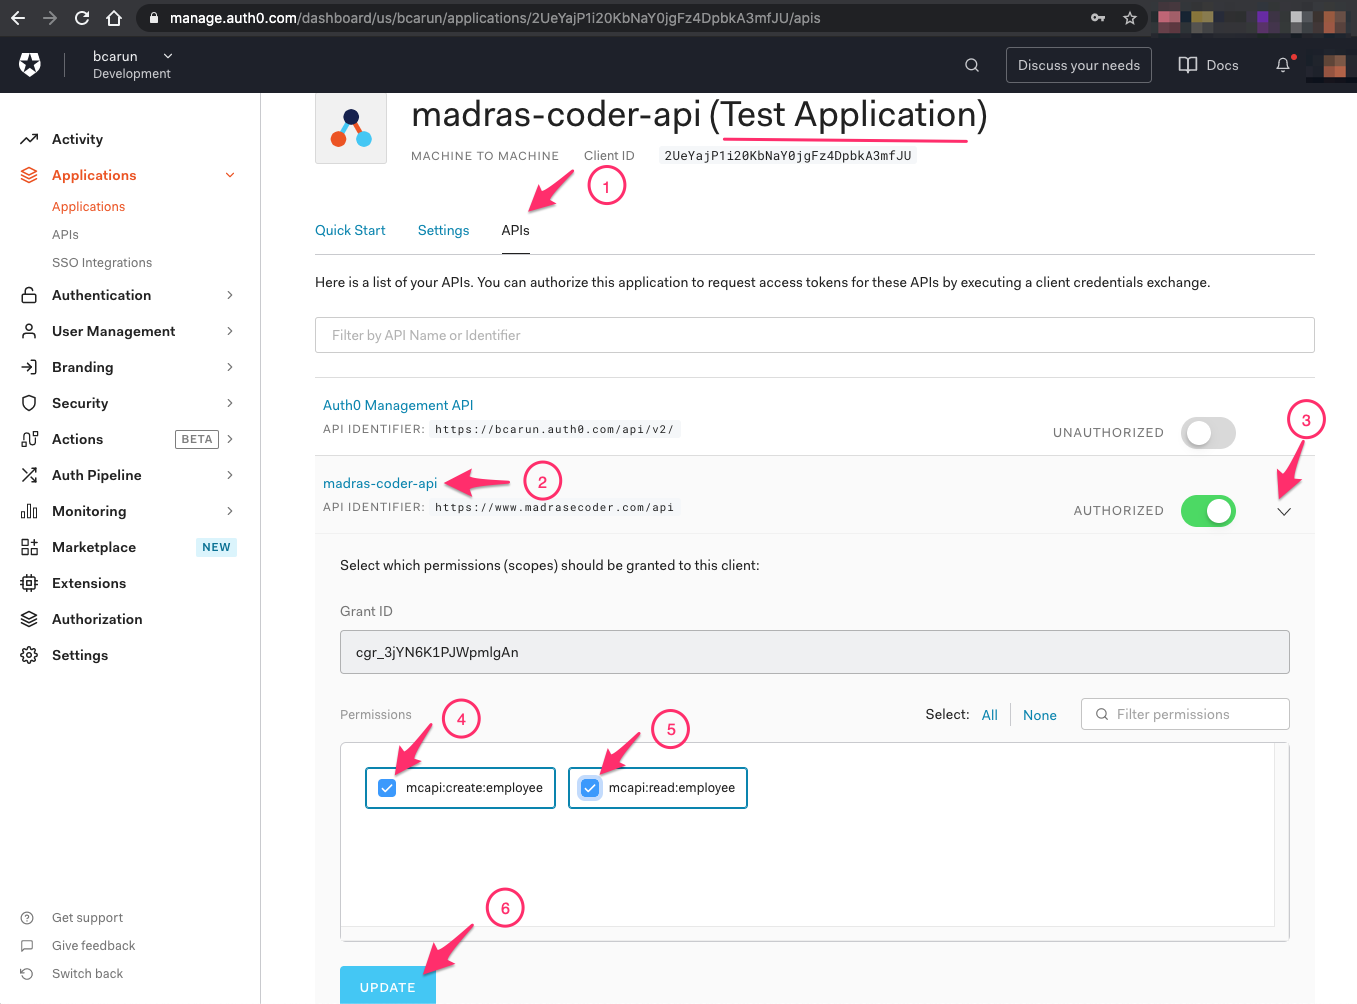 manage.auth0.com/dashboard/us/bcarun/applications/2UeYajP1i20KbNaY0jgFz4DpbkA3mfJU/apis
bcarun
Development
Discuss your needs
Docs
Activity
Applications
Applications
APIs
SSO Integrations
Authentication
User Management
Branding
Security
Actions BETA
Auth Pipeline
Monitoring
Marketplace NEW
Extensions
Authorization
Settings
Get support
Give feedback
Switch back
madras-coder-api (Test Application)
MACHINE TO MACHINE Client ID 2UeYajP1i20KbNaY0jgFz4DpbkA3mfJU
1
Quick Start Settings APIs
Here is a list of your APIs. You can authorize this application to request access tokens for these APIs by executing a client credentials exchange.
Filter by API Name or Identifier
Auth0 Management API
API IDENTIFIER: https://bcarun.auth0.com/api/v2/
UNAUTHORIZED
3
madras-coder-api
2
API IDENTIFIER: https://www.madrasecoder.com/api
AUTHORIZED
Select which permissions (scopes) should be granted to this client:
Grant ID
cgr_3jYN6K1PJWpmlgAn
Permissions
4
5
Select: All None
Filter permissions
mcapi:create:employee mcapi:read:employee
6
UPDATE